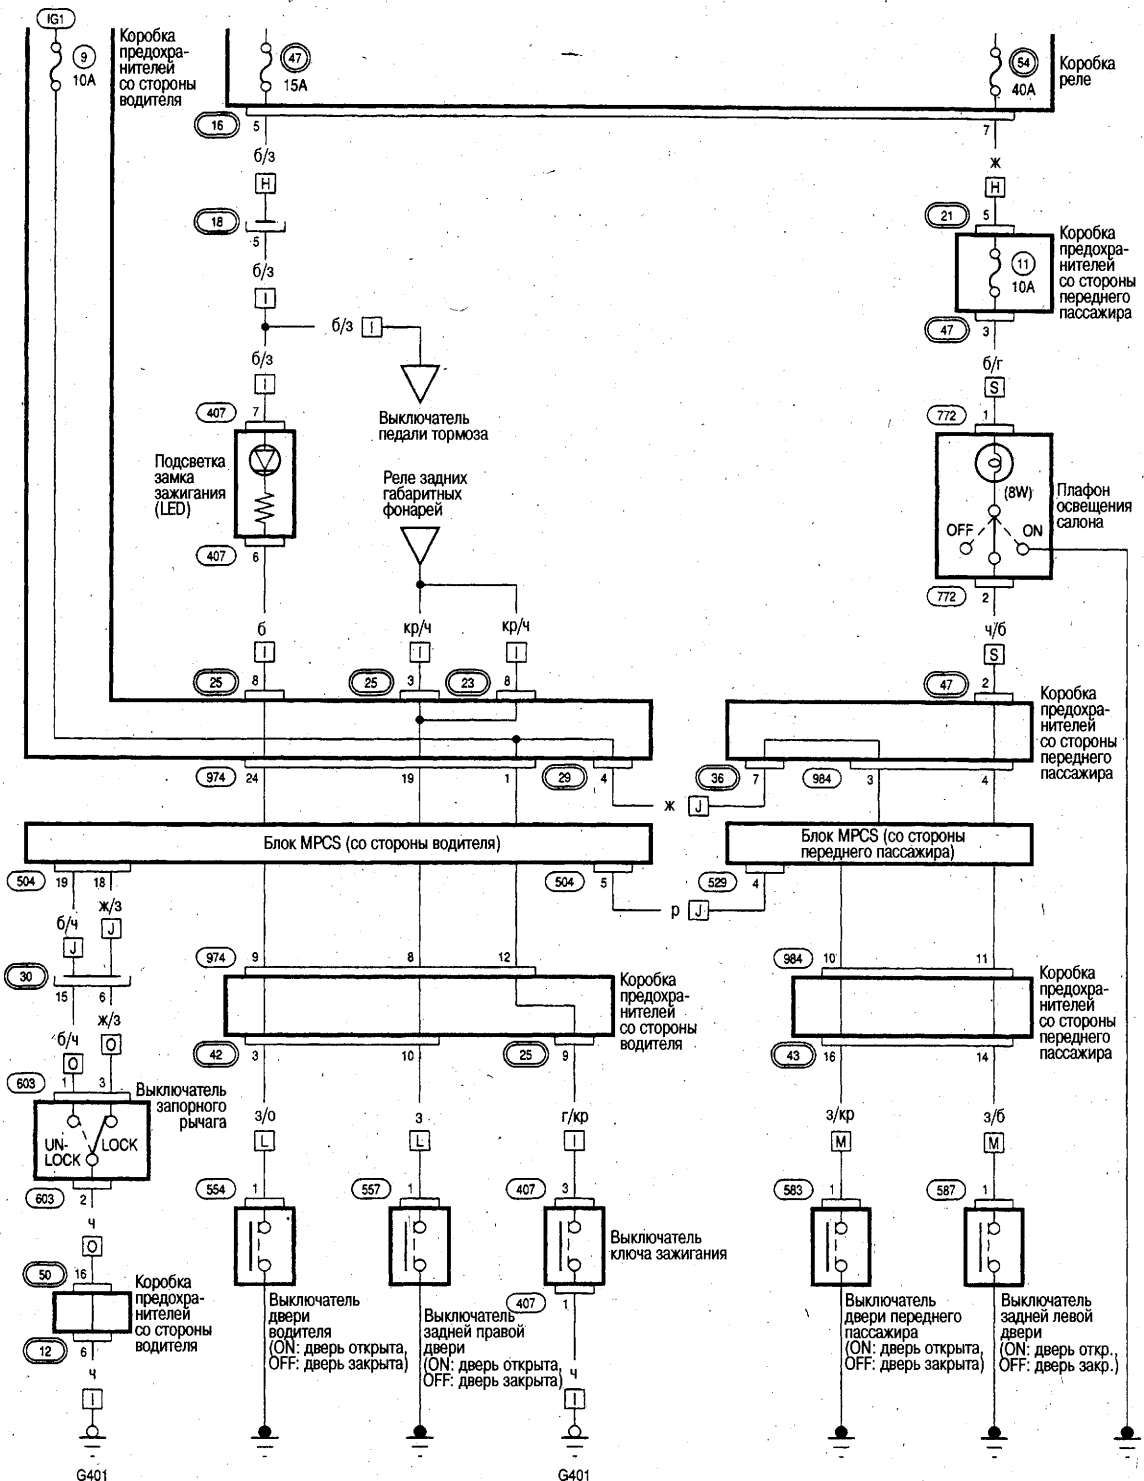 IG1
9
10А
Коробка
предохра-
нителей
со стороны
водителя
47
15А
54
40А
Коробка
реле
16
5
7
б/з
ж
H
H
18
5
21
5
б/з
I
11
10А
Коробка
предохра-
нителей
со стороны
переднего
пассажира
б/з
I
47
3
б/з
I
б/г
S
Выключатель
педали тормоза
407
7
772
1
Подсветка
замка
зажигания
(LED)
Реле задних
габаритных
фонарей
(8W)
OFF
ON
Плафон
освещения
салона
407
6
772
2
б
I
кр/ч
I
кр/ч
I
ч/б
S
25
8
25
3
23
8
47
2
Коробка
предохра-
нителей
со стороны
переднего
пассажира
974
24
19
1
29
4
36
7
984
3
4
ж
J
Блок MPCS (со стороны водителя)
Блок MPCS (со стороны
переднего пассажира)
504
19
18
504
5
529
4
р
J
б/ч
J
ж/з
J
30
15
6
974
9
8
12
984
10
11
Коробка
предохра-
нителей
со стороны
водителя
Коробка
предохра-
нителей
со стороны
переднего
пассажира
б/ч
O
ж/з
O
42
3
10
25
9
43
16
14
603
1
3
Выключатель
запорного
рычага
UN-
LOCK
LOCK
з/о
L
з
L
г/кр
I
з/кр
M
з/б
M
603
2
554
1
557
1
407
3
583
1
587
1
ч
O
Выключатель
ключа зажигания
50
16
Коробка
предохра-
нителей
со стороны
водителя
12
6
407
1
Выключатель
двери
водителя
(ON: дверь открыта,
OFF: дверь закрыта)
Выключатель
задней правой
двери
(ON: дверь открыта,
OFF: дверь закрыта)
Выключатель
двери переднего
пассажира
(ON: дверь открыта,
OFF: дверь закрыта)
Выключатель
задней левой
двери
(ON: дверь откр.,
OFF: дверь закр.)
ч
I
ч
I
G401
G401